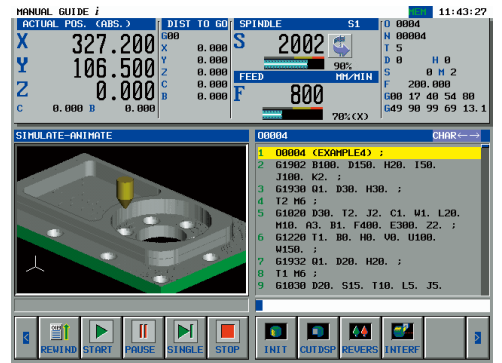 MANUAL GUIDE i MEM 11:43:27
ACTUAL POS. (ABS.) DIST TO GO SPINDLE S1 O 0004
X 327.200 G00 S 2002 N 00004
X 0.000 T 5
Y 106.500 Y 0.000 90% D 0 H 0
Z 0.000 S 0 M 2
Z 0.000 C 0.000 FEED MM/MIN F 200.000
B 0.000 F 800 G00 17 40 54 80
C 0.000 B 0.000 70%(X) G49 90 99 69 13.1
SIMULATE-ANIMATE 00004 CHAR←→
1 O0004 (EXAMPLE4) ;
2 G1902 B100. D150. H20. I50.
J100. K2. ;
3 G1930 Q1. D30. H30. ;
4 T2 M6 ;
5 G1020 D30. T2. J2. C1. W1. L20.
M10. A3. B1. F400. E300. Z2. ;
6 G1220 T1. B0. H0. V0. U100.
W150. ;
7 G1932 Q1. D20. H20. ;
8 T1 M6 ;
9 G1030 D20. S15. T10. L5. J5.
REWIND START PAUSE SINGLE STOP INIT CUTDSP REVERS INTERF